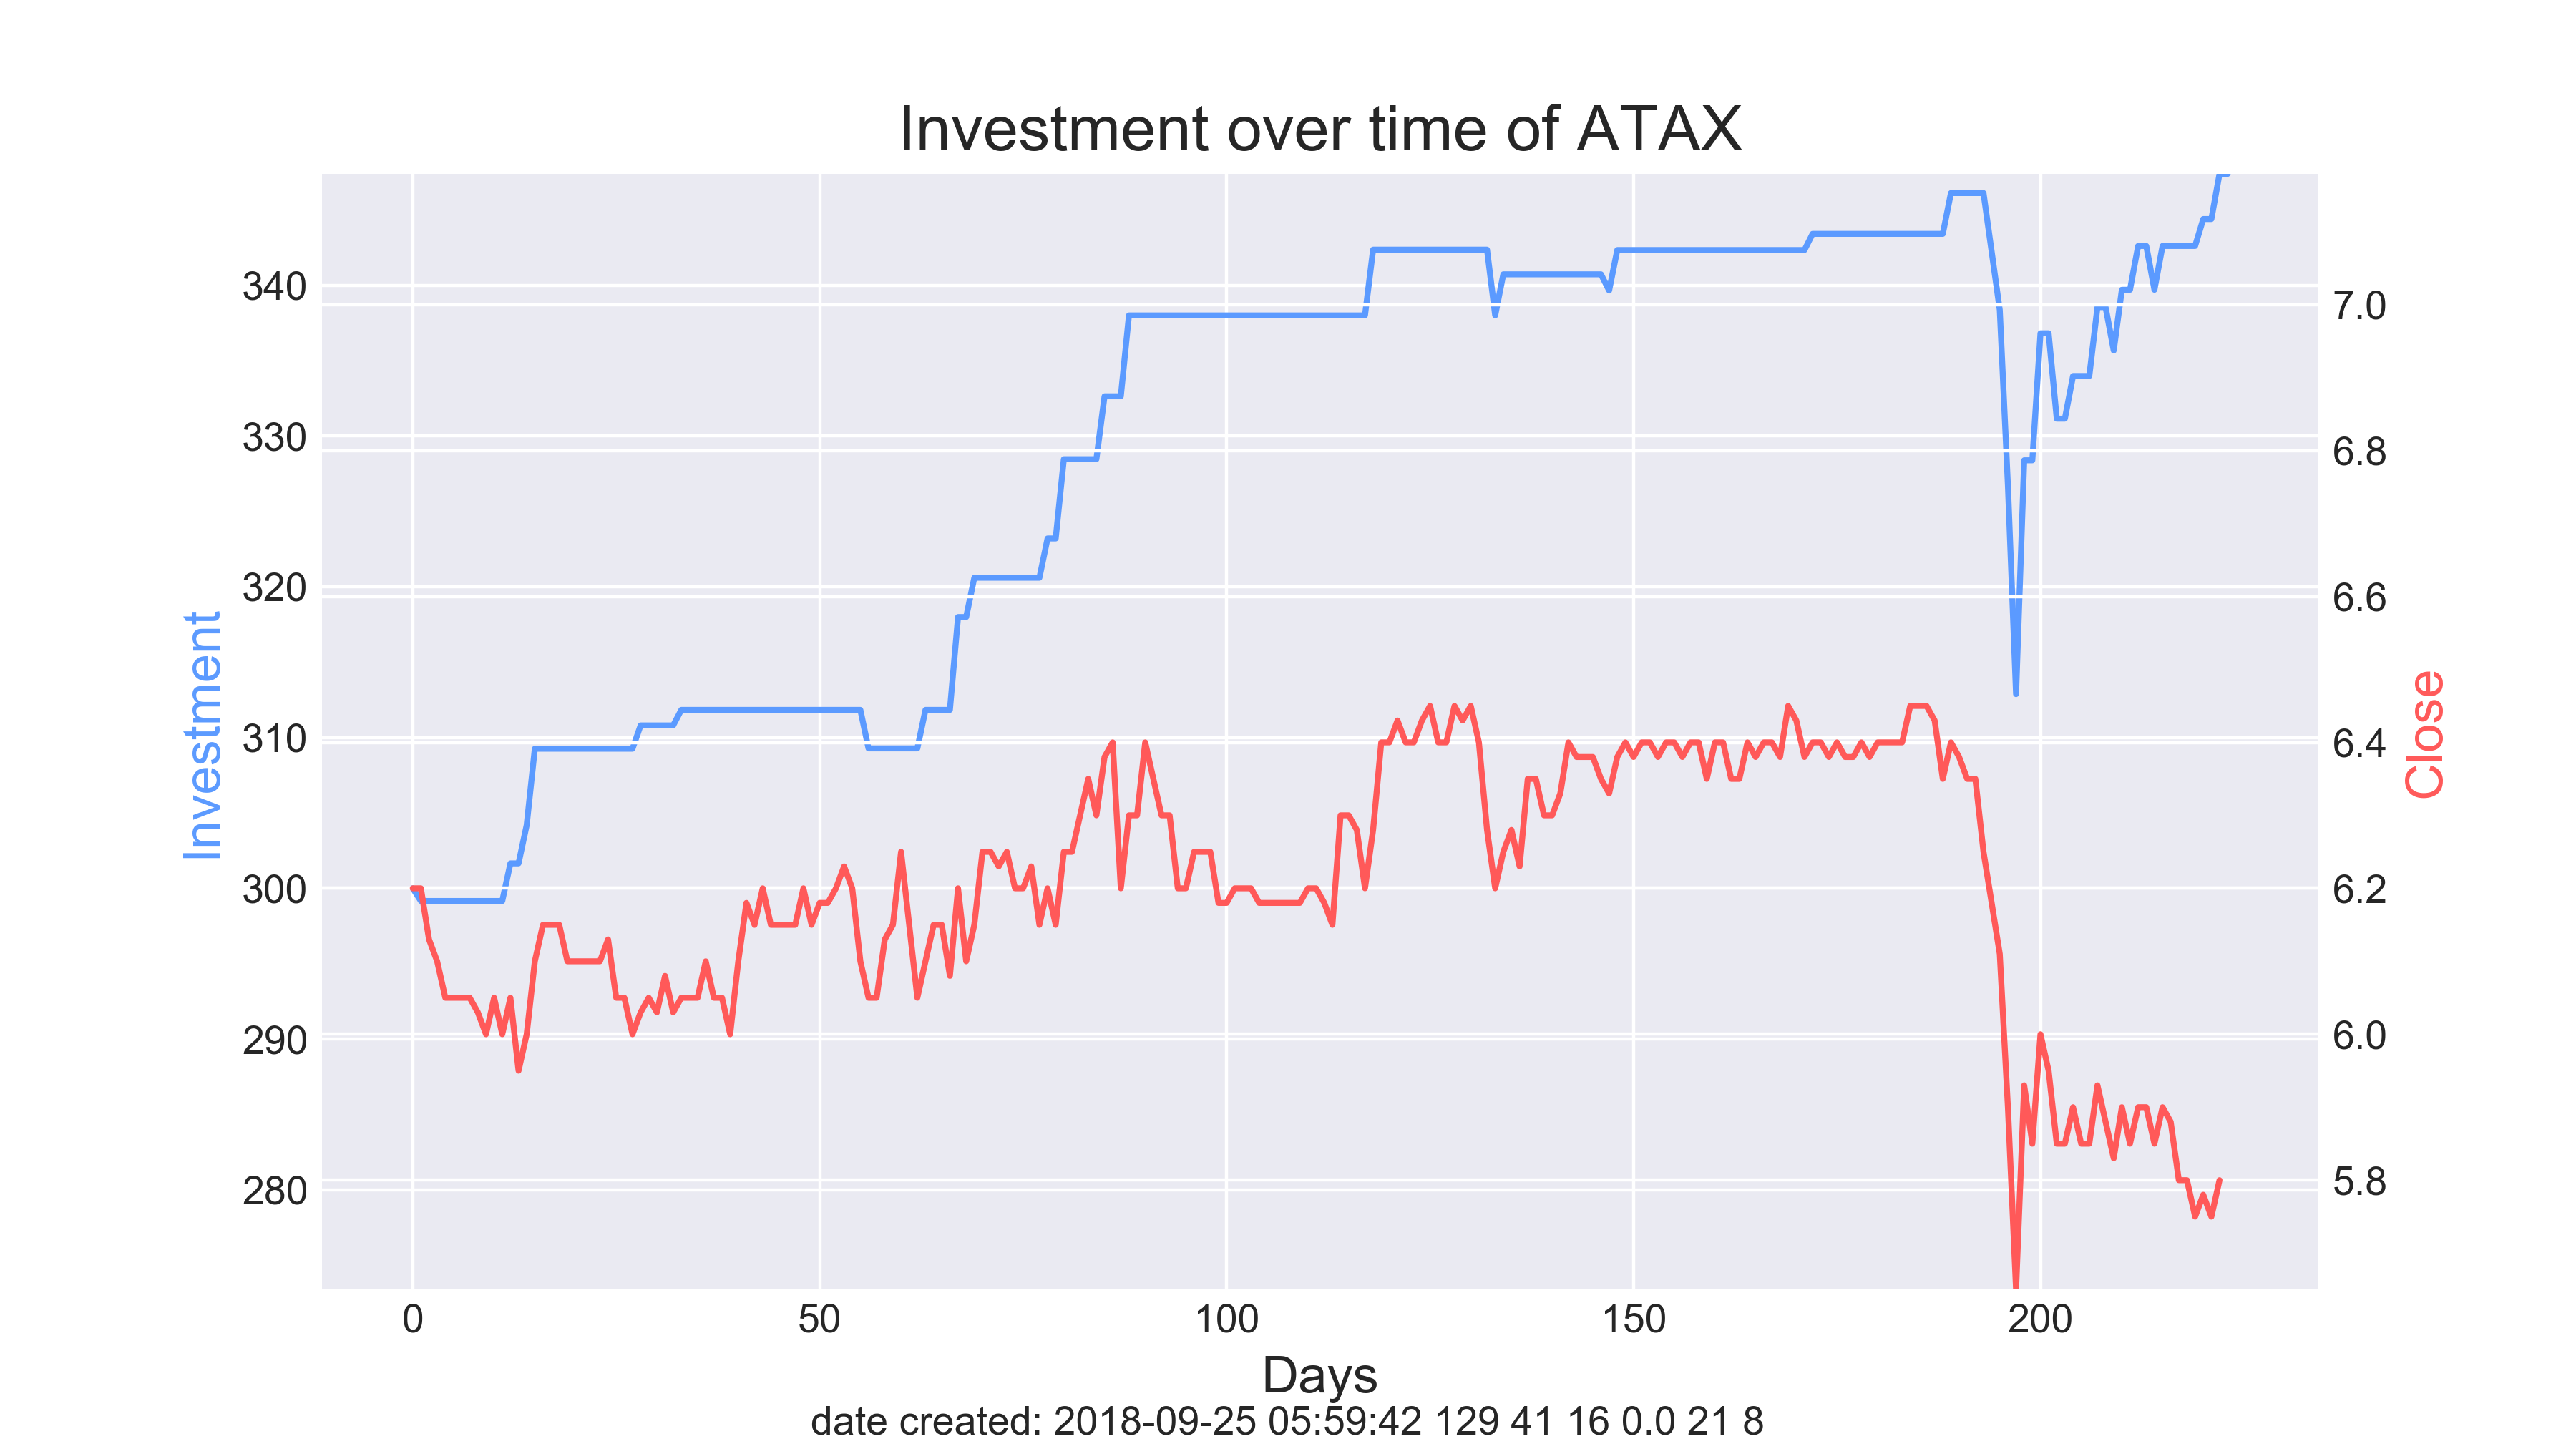 Investment over time of ATAX
Investment
340
330
320
310
300
290
280
7.0
6.8
6.6
6.4
6.2
6.0
5.8
Close
0 50 100 150 200
Days
date created: 2018-09-25 05:59:42 129 41 16 0.0 21 8